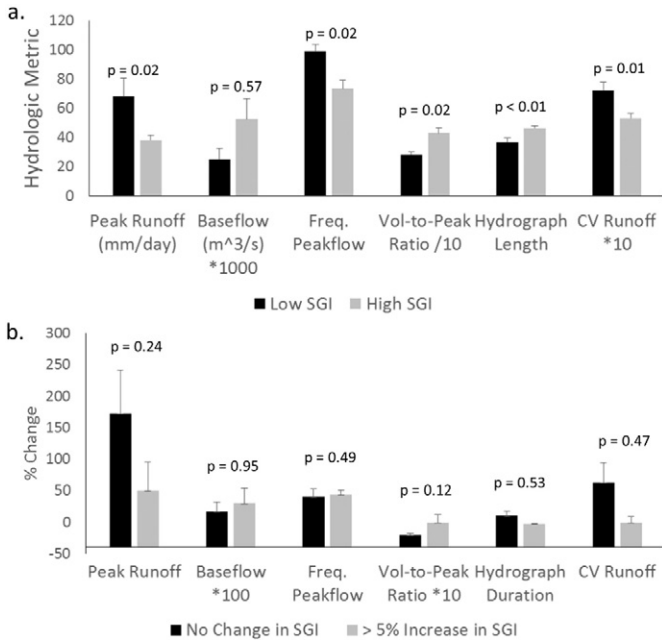 a.
120
100
80
60
40
20
0
Hydrologic Metric
p = 0.02
p = 0.57
p = 0.02
p = 0.02
p < 0.01
p = 0.01
Peak Runoff
(mm/day)
Baseflow
(m^3/s)
*1000
Freq.
Peakflow
Vol-to-Peak
Ratio /10
Hydrograph
Length
CV Runoff
*10
Low SGI
High SGI
b.
300
250
200
150
100
50
0
-50
% Change
p = 0.24
p = 0.95
p = 0.49
p = 0.12
p = 0.53
p = 0.47
Peak Runoff
Baseflow
*100
Freq.
Peakflow
Vol-to-Peak
Ratio *10
Hydrograph
Duration
CV Runoff
No Change in SGI
> 5% Increase in SGI